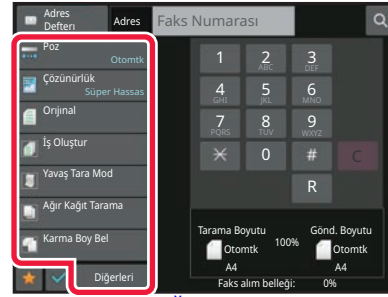 Adres
Defteri
Adres
Faks Numarası
Poz
Otomtk
Çözünürlük
Süper Hassas
Orijinal
İş Oluştur
Yavaş Tara Mod
Ağır Kağıt Tarama
Karma Boy Bel
Diğerleri
1
2
ABC
3
DEF
4
GHI
5
JKL
6
MNO
7
PQRS
8
TUV
9
WXYZ
0
#
C
R
Tarama Boyutu
Otomtk
A4
100%
Gönd. Boyutu
Otomtk
A4
Faks alım belleği: 0%